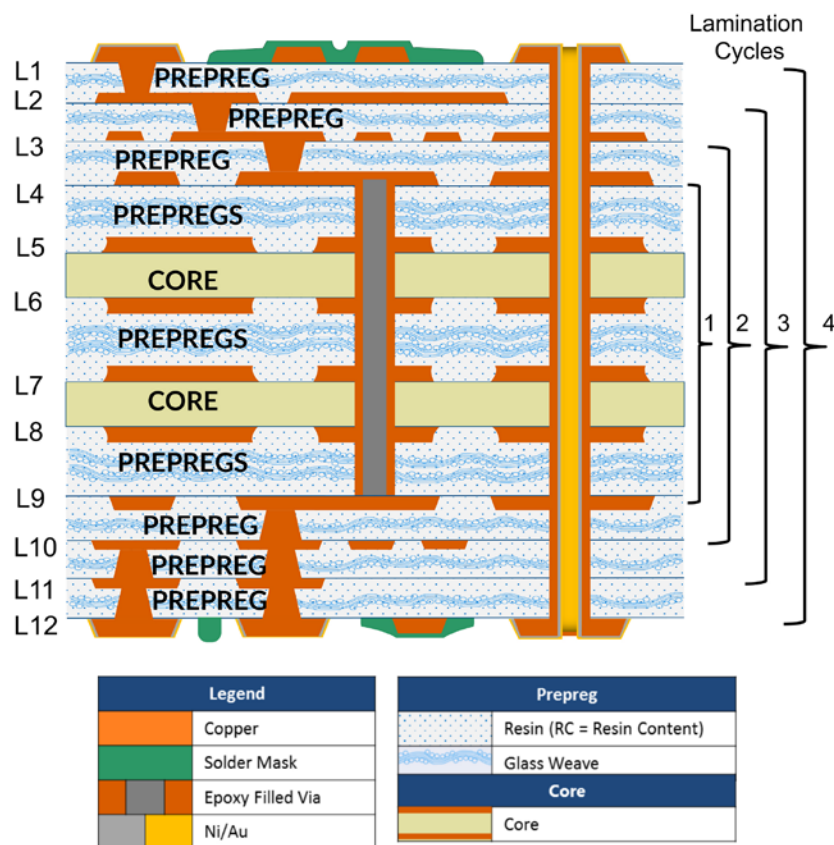 Lamination
Cycles
L1
PREPREG
L2
PREPREG
L3
PREPREG
L4
PREPREGS
L5
CORE
L6
1 2 3 4
PREPREGS
L7
CORE
L8
PREPREGS
L9
PREPREG
L10
PREPREG
L11
PREPREG
L12
Legend
Copper
Solder Mask
Epoxy Filled Via
Ni/Au
Prepreg
Resin (RC = Resin Content)
Glass Weave
Core
Core